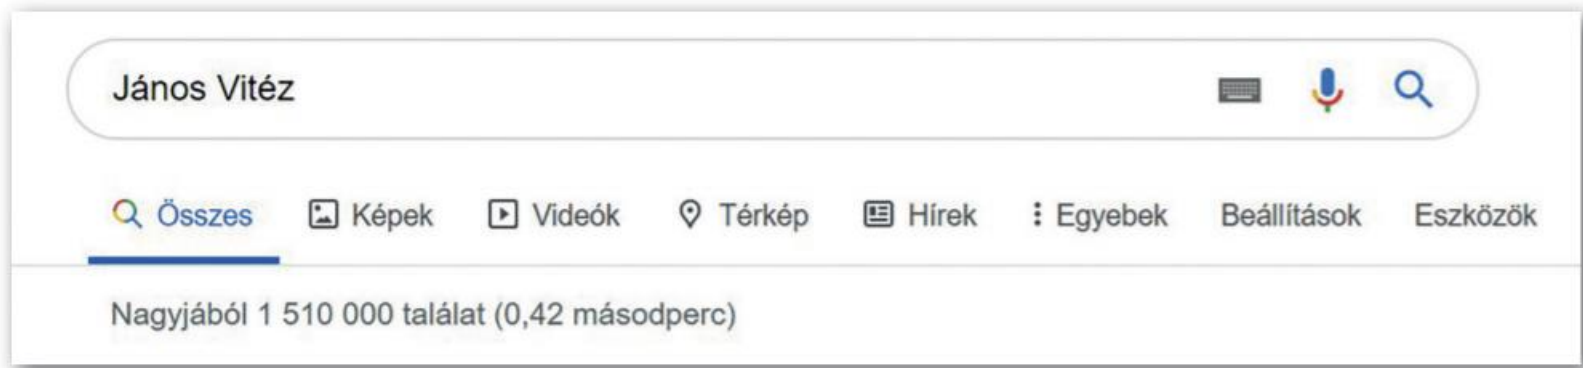 János Vitéz
Összes Képek Videók Térkép Hírek Egyebek Beállítások Eszközök
Nagyjából 1 510 000 találat (0,42 másodperc)